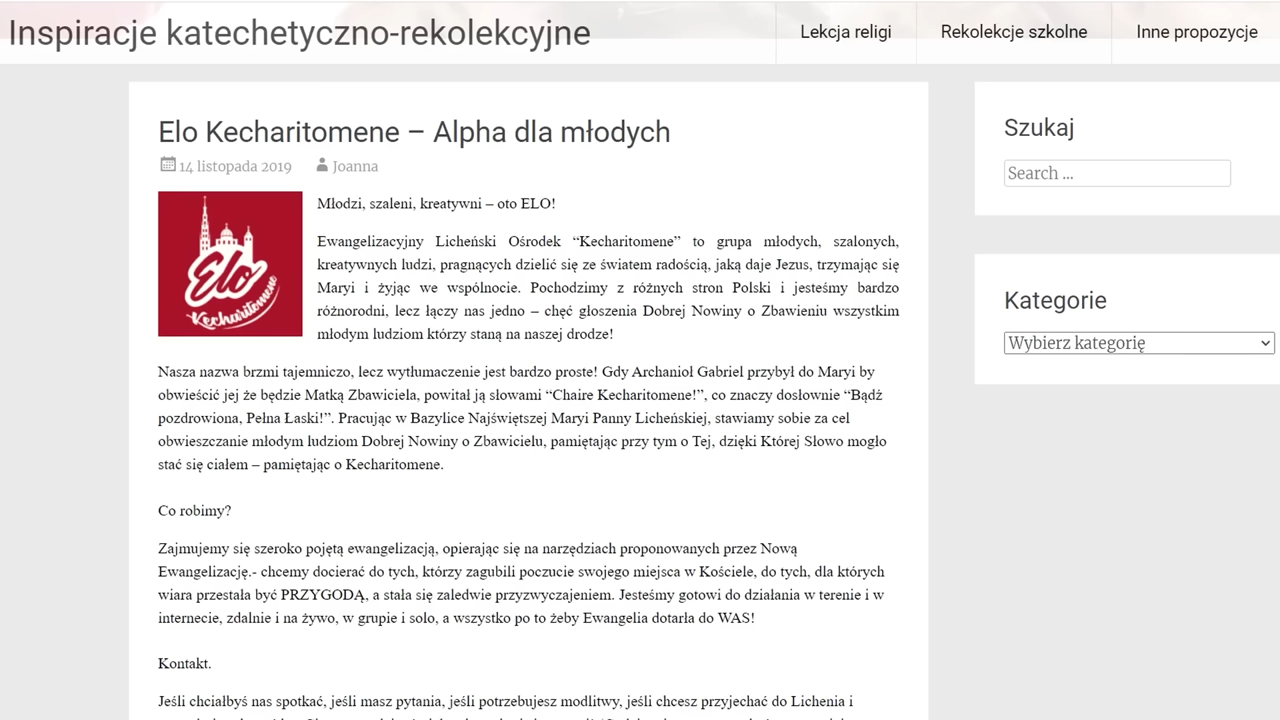 Inspiracje katechetyczno-rekolekcyjne
Lekcja religi
Rekolekcje szkolne
Inne propozycje
Elo Kecharitomene – Alpha dla młodych
14 listopada 2019
Joanna
Elo
Kecharitomene
Młodzi, szaleni, kreatywni – oto ELO!
Ewangelizacyjny Licheński Ośrodek “Kecharitomene” to grupa młodych, szalonych,
kreatywnych ludzi, pragnących dzielić się ze światem radością, jaką daje Jezus, trzymając się
Maryi i żyjąc we wspólnocie. Pochodzimy z różnych stron Polski i jesteśmy bardzo
różnorodni, lecz łączy nas jedno – chęć głoszenia Dobrej Nowiny o Zbawieniu wszystkim
młodym ludziom którzy staną na naszej drodze!
Nasza nazwa brzmi tajemniczo, lecz wytłumaczenie jest bardzo proste! Gdy Archanioł Gabriel przybył do Maryi by
obwieścić jej że będzie Matką Zbawiciela, powitał ją słowami “Chaire Kecharitomene!”, co znaczy dosłownie “Bądź
pozdrowiona, Pełna Łaski!”. Pracując w Bazylice Najświętszej Maryi Panny Licheńskiej, stawiamy sobie za cel
obwieszczanie młodym ludziom Dobrej Nowiny o Zbawicielu, pamiętając przy tym o Tej, dzięki Której Słowo mogło
stać się ciałem – pamiętając o Kecharitomene.
Co robimy?
Zajmujemy się szeroko pojętą ewangelizacją, opierając się na narzędziach proponowanych przez Nową
Ewangelizację.- chcemy docierać do tych, którzy zagubili poczucie swojego miejsca w Kościele, do tych, dla których
wiara przestała być PRZYGODĄ, a stała się zaledwie przyzwyczajeniem. Jesteśmy gotowi do działania w terenie i w
internecie, zdalnie i na żywo, w grupie i solo, a wszystko po to żeby Ewangelia dotarła do WAS!
Kontakt.
Jeśli chciałbyś nas spotkać, jeśli masz pytania, jeśli potrzebujesz modlitwy, jeśli chcesz przyjechać do Lichenia i
Szukaj
Search ...
Kategorie
Wybierz kategorię